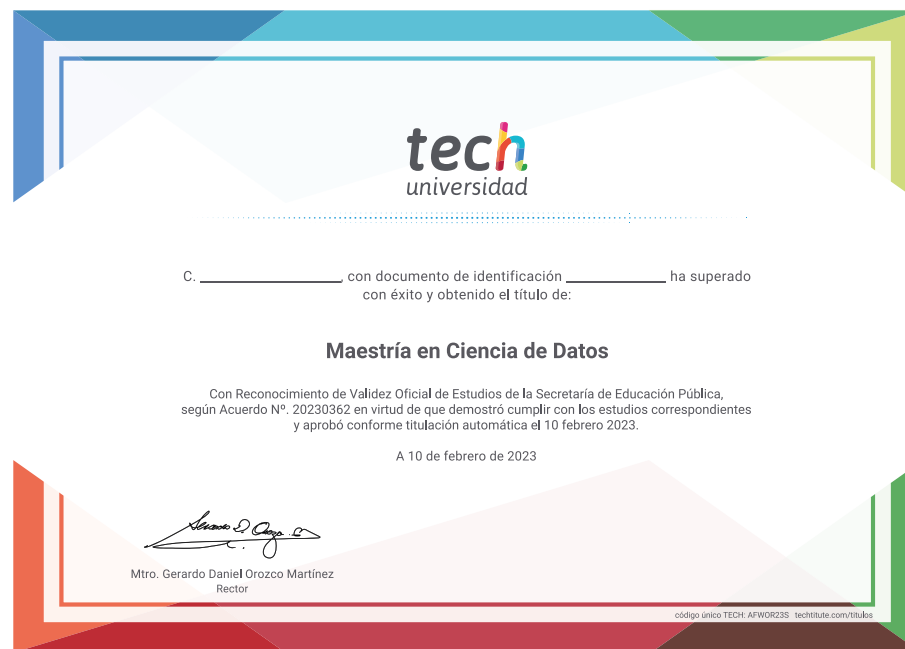 tech
universidad
C. ____________________, con documento de identificación ______________ ha superado
con éxito y obtenido el título de:
Maestría en Ciencia de Datos
Con Reconocimiento de Validez Oficial de Estudios de la Secretaría de Educación Pública,
según Acuerdo Nº. 20230362 en virtud de que demostró cumplir con los estudios correspondientes
y aprobó conforme titulación automática el 10 febrero 2023.
A 10 de febrero de 2023
Mtro. Gerardo Daniel Orozco Martínez
Rector
código único TECH: AFWOR23S techtitute.com/titulos